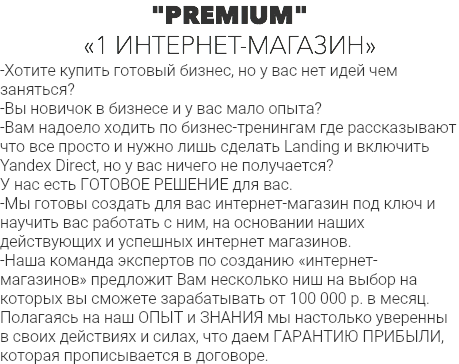 "PREMIUM"
«1 ИНТЕРНЕТ-МАГАЗИН»
-Хотите купить готовый бизнес, но у вас нет идей чем
заняться?
-Вы новичок в бизнесе и у вас мало опыта?
-Вам надоело ходить по бизнес-тренингам где рассказывают
что все просто и нужно лишь сделать Landing и включить
Yandex Direct, но у вас ничего не получается?
У нас есть ГОТОВОЕ РЕШЕНИЕ для вас.
-Мы готовы создать для вас интернет-магазин под ключ и
научить вас работать с ним, на основании наших
действующих и успешных интернет магазинов.
-Наша команда экспертов по созданию «интернет-
магазинов» предложит Вам несколько ниш на выбор на
которых вы сможете зарабатывать от 100 000 р. в месяц.
Полагаясь на наш ОПЫТ и ЗНАНИЯ мы настолько уверенны
в своих действиях и силах, что даем ГАРАНТИЮ ПРИБЫЛИ,
которая прописывается в договоре.